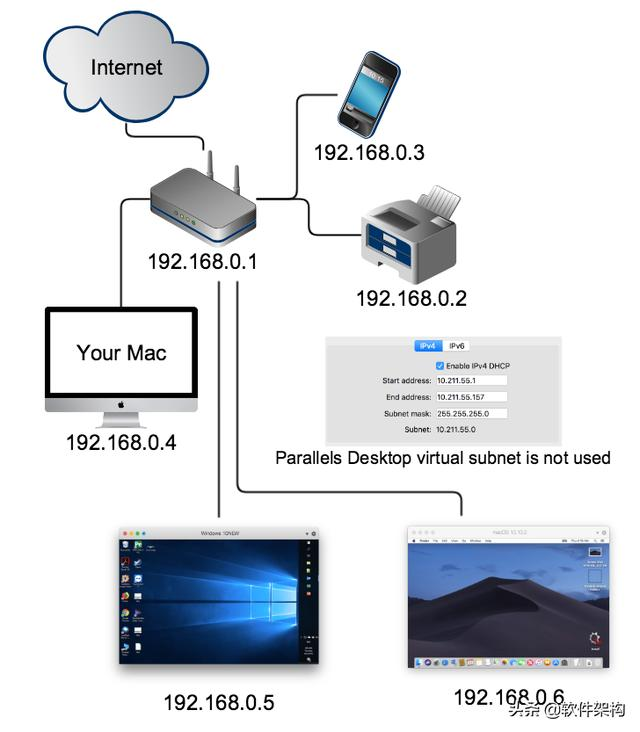 Internet
10:15
192.168.0.3
192.168.0.1
192.168.0.2
Your Mac
192.168.0.4
IPv4 IPv6
Enable IPv4 DHCP
Start address: 10.211.55.1
End address: 10.211.55.157
Subnet mask: 255.255.255.0
Subnet: 10.211.55.0
Parallels Desktop virtual subnet is not used
Windows 10NEW
macOS 10.10.2
192.168.0.5
192.168.0.6
头条 @软件架构